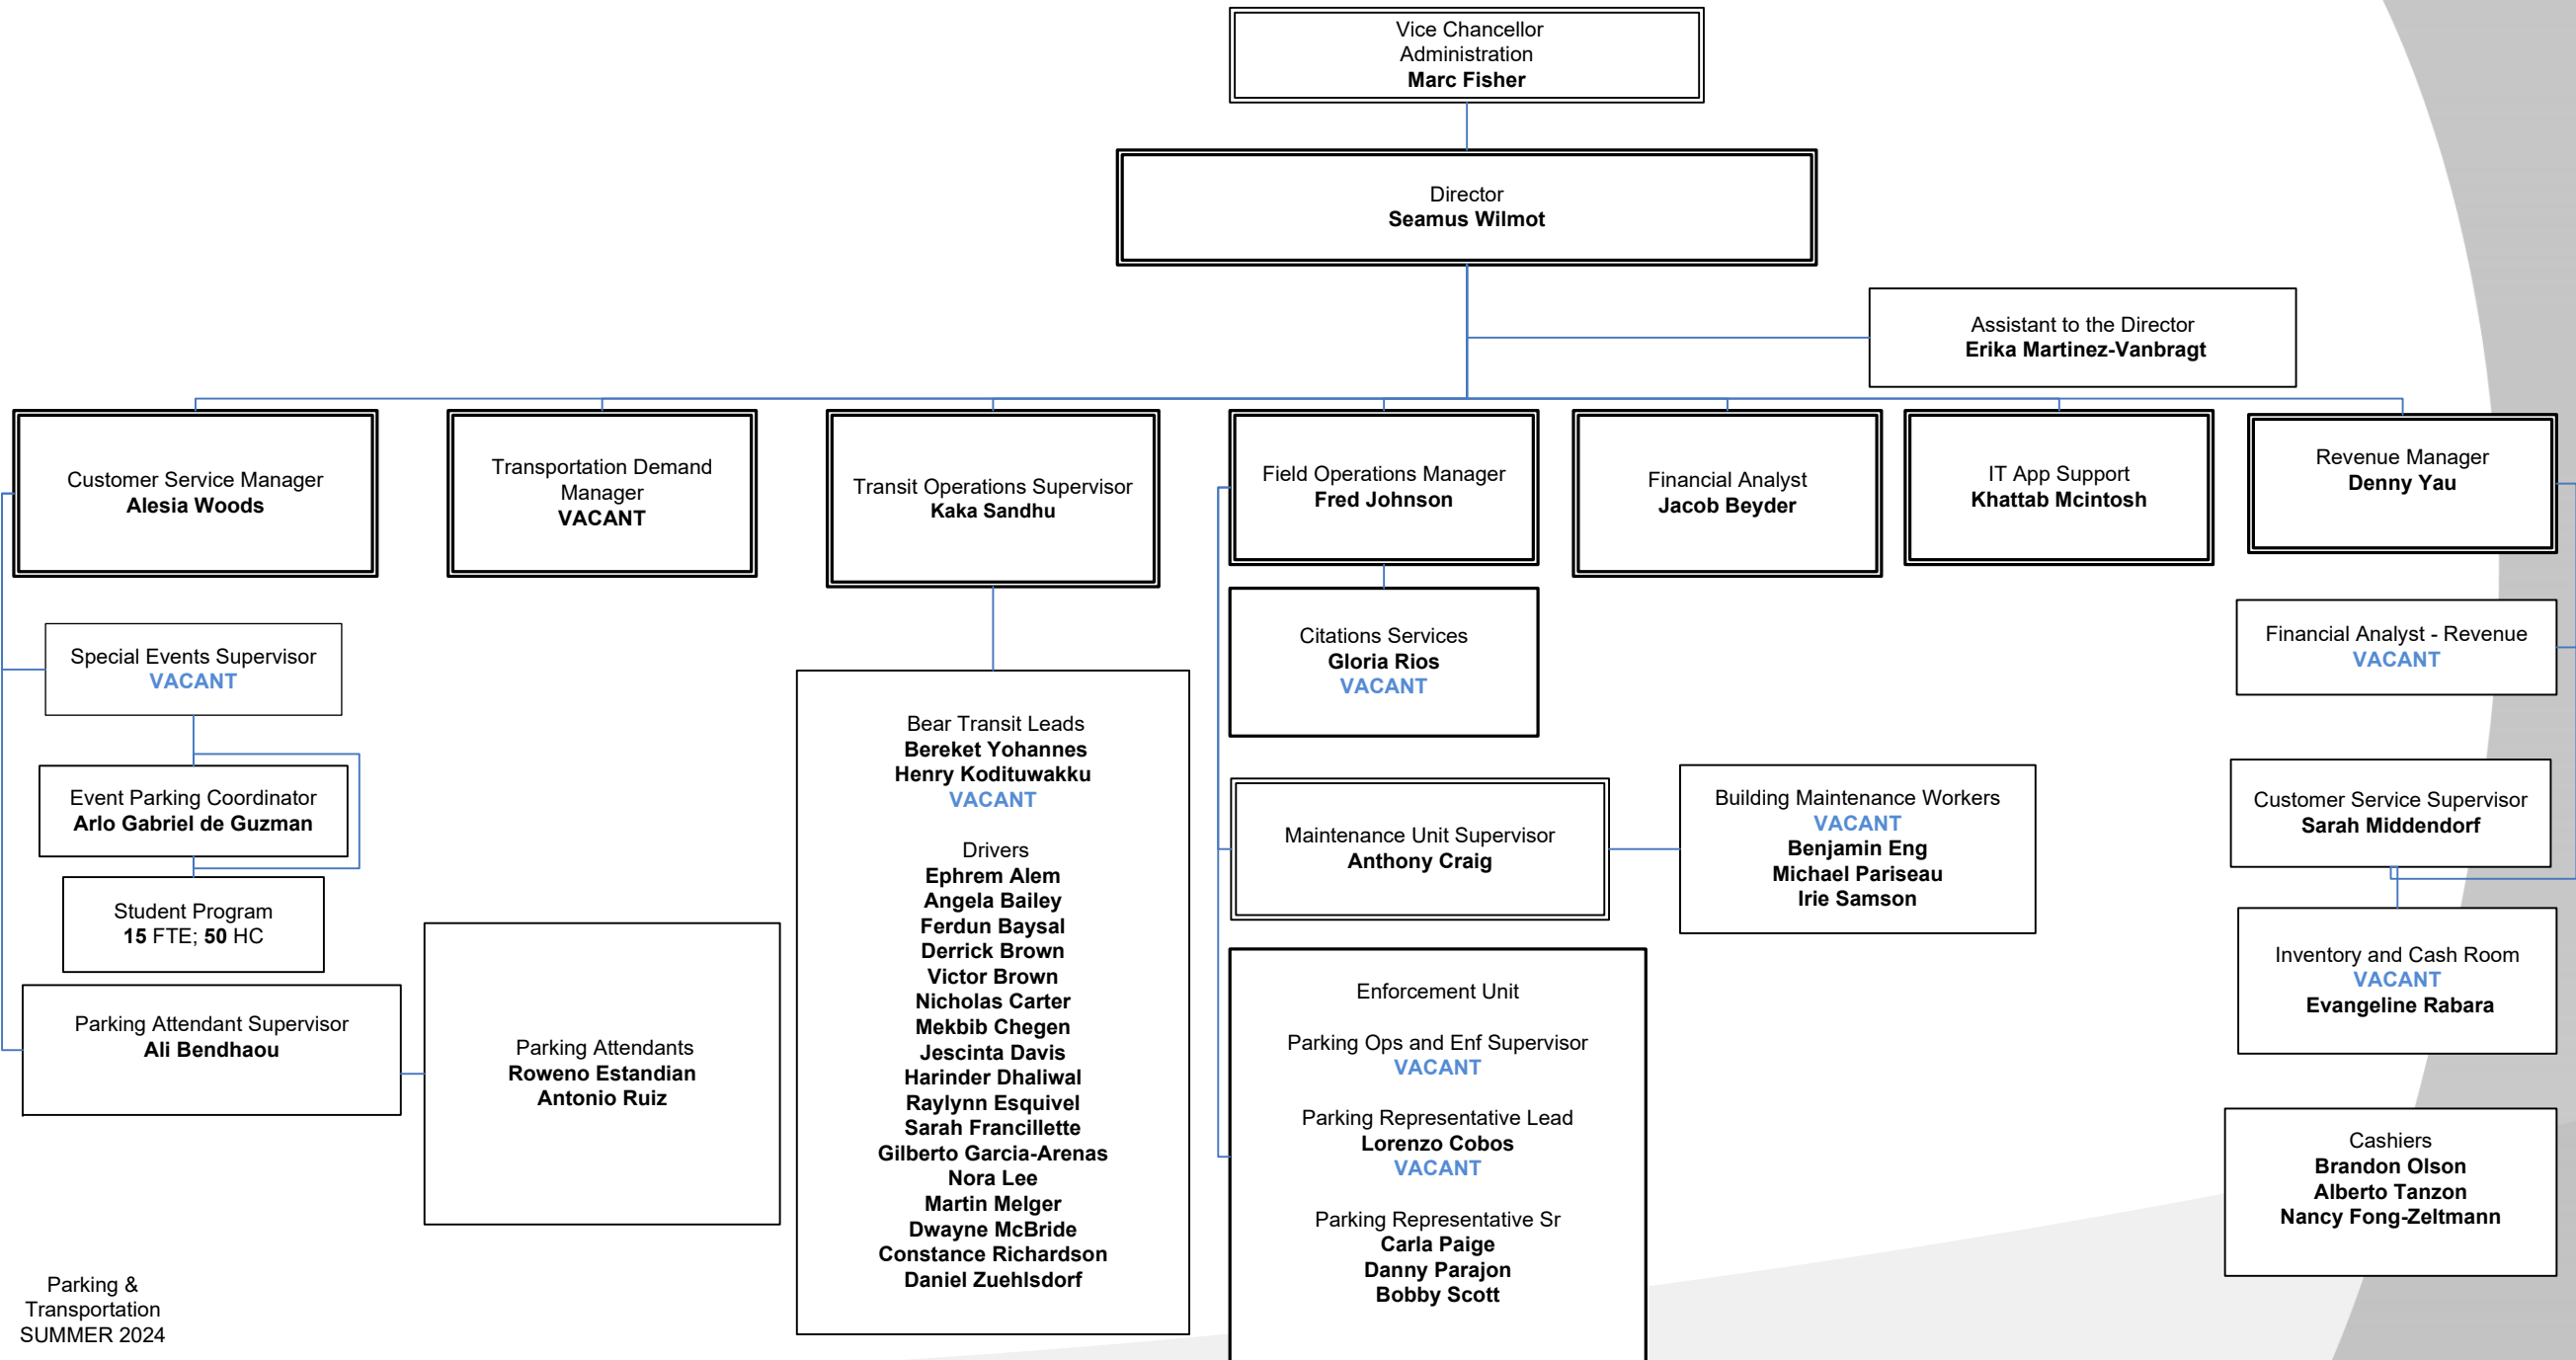 Vice Chancellor
Administration
Marc Fisher
Director
Seamus Wilmot
Assistant to the Director
Erika Martinez-Vanbragt
Customer Service Manager
Alesia Woods
Transportation Demand
Manager
VACANT
Transit Operations Supervisor
Kaka Sandhu
Field Operations Manager
Fred Johnson
Financial Analyst
Jacob Beyder
IT App Support
Khattab Mcintosh
Revenue Manager
Denny Yau
Special Events Supervisor
VACANT
Event Parking Coordinator
Arlo Gabriel de Guzman
Student Program
15 FTE; 50 HC
Parking Attendant Supervisor
Ali Bendhaou
Parking Attendants
Roweno Estandian
Antonio Ruiz
Bear Transit Leads
Bereket Yohannes
Henry Kodituwakku
VACANT
Drivers
Ephrem Alem
Angela Bailey
Ferdun Baysal
Derrick Brown
Victor Brown
Nicholas Carter
Mekbib Chegen
Jescinta Davis
Harinder Dhaliwal
Raylynn Esquivel
Sarah Francillette
Gilberto Garcia-Arenas
Nora Lee
Martin Melger
Dwayne McBride
Constance Richardson
Daniel Zuehlsdorf
Citations Services
Gloria Rios
VACANT
Maintenance Unit Supervisor
Anthony Craig
Building Maintenance Workers
VACANT
Benjamin Eng
Michael Pariseau
Irie Samson
Enforcement Unit
Parking Ops and Enf Supervisor
VACANT
Parking Representative Lead
Lorenzo Cobos
VACANT
Parking Representative Sr
Carla Paige
Danny Parajon
Bobby Scott
Financial Analyst - Revenue
VACANT
Customer Service Supervisor
Sarah Middendorf
Inventory and Cash Room
VACANT
Evangeline Rabara
Cashiers
Brandon Olson
Alberto Tanzon
Nancy Fong-Zeltmann
Parking &
Transportation
SUMMER 2024